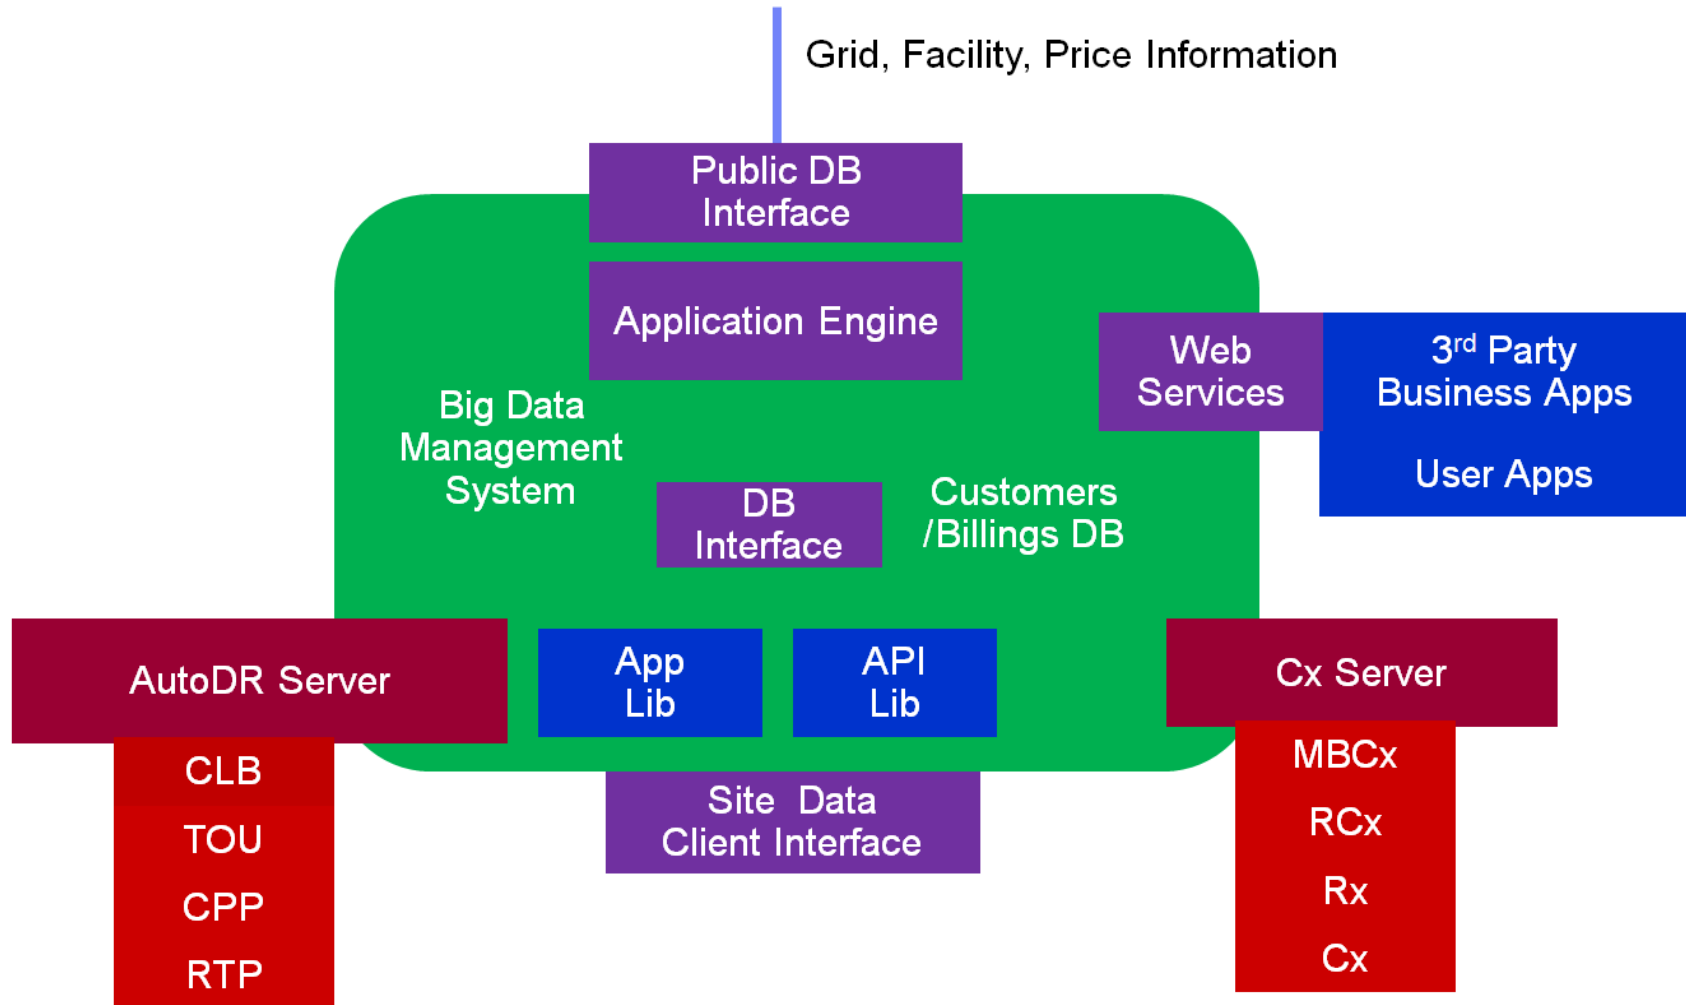 Grid, Facility, Price Information
Public DB
Interface
Application Engine
Web
Services
3rd Party
Business Apps
User Apps
Big Data
Management
System
DB
Interface
Customers
/Billings DB
AutoDR Server
App
Lib
API
Lib
Cx Server
CLB
TOU
CPP
RTP
Site Data
Client Interface
MBCx
RCx
Rx
Cx